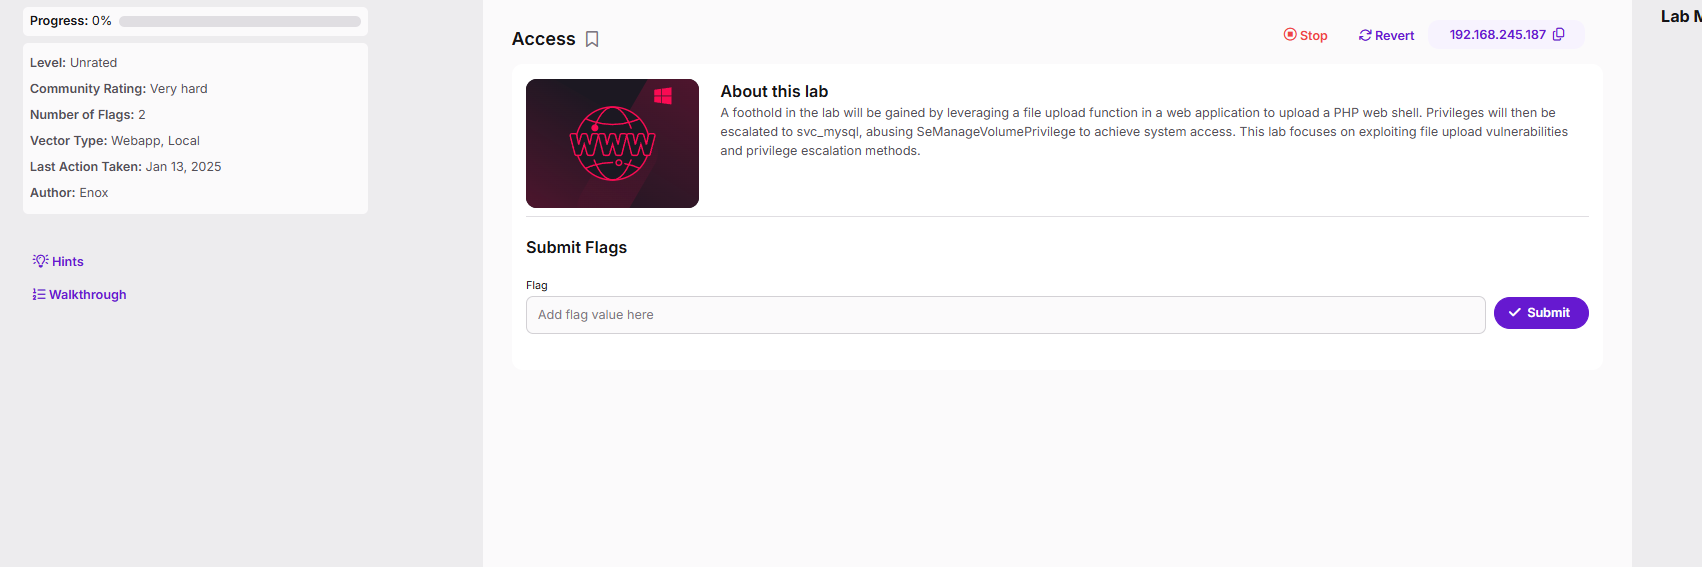 Progress: 0%
Level: Unrated
Community Rating: Very hard
Number of Flags: 2
Vector Type: Webapp, Local
Last Action Taken: Jan 13, 2025
Author: Enox
Hints
Walkthrough
Access
Stop
Revert
192.168.245.187
WWW
About this lab
A foothold in the lab will be gained by leveraging a file upload function in a web application to upload a PHP web shell. Privileges will then be
escalated to svc_mysql, abusing SeManageVolumePrivilege to achieve system access. This lab focuses on exploiting file upload vulnerabilities
and privilege escalation methods.
Submit Flags
Flag
Add flag value here
Submit
Lab